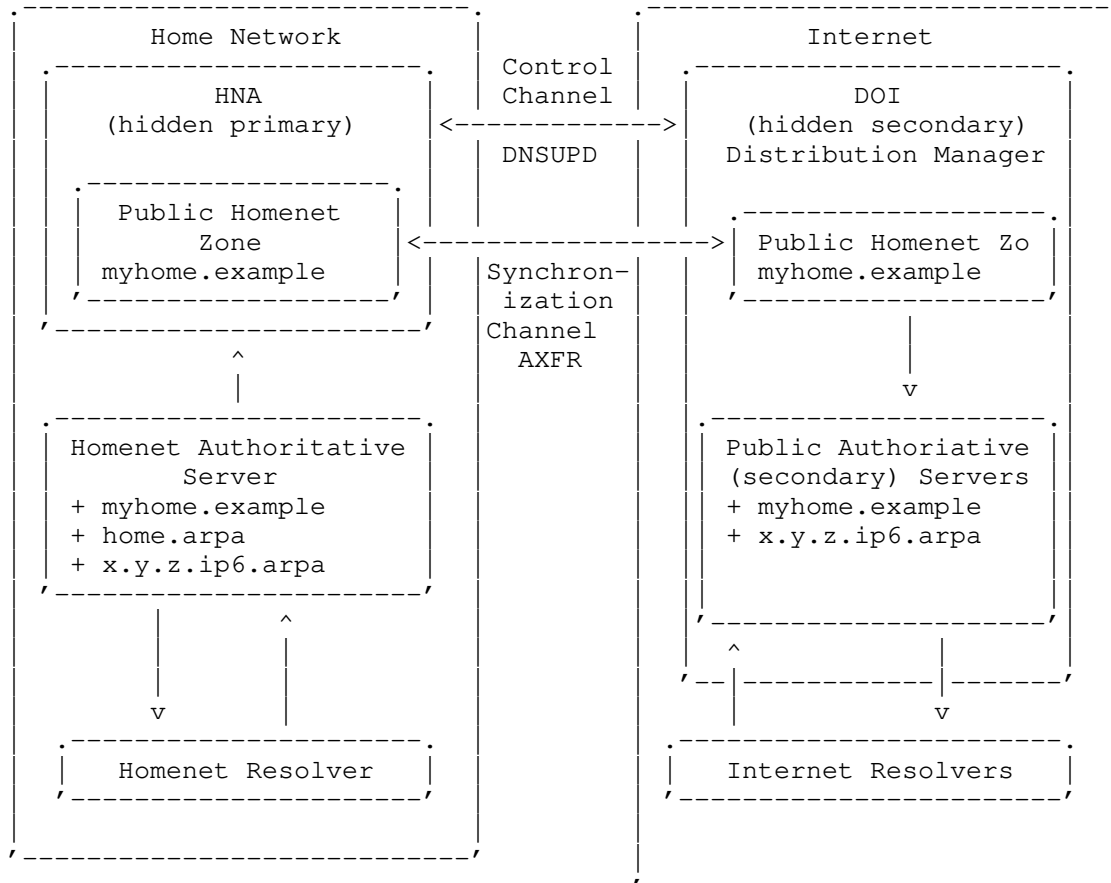 Home Network
Internet
HNA
(hidden primary)
Control
Channel
DNSUPD
DOI
(hidden secondary)
Distribution Manager
Public Homenet
Zone
myhome.example
Synchron-
ization
Channel
AXFR
Public Homenet Zo
myhome.example
Homenet Authoritative
Server
+ myhome.example
+ home.arpa
+ x.y.z.ip6.arpa
Public Authoriative
(secondary) Servers
+ myhome.example
+ x.y.z.ip6.arpa
Homenet Resolver
Internet Resolvers